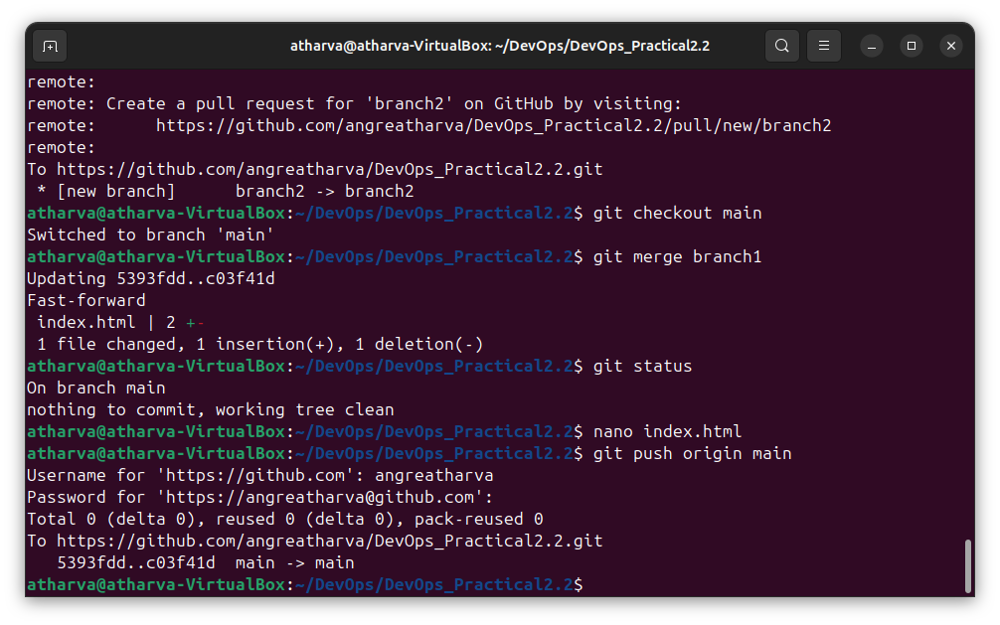 atharva@atharva-VirtualBox: ~/DevOps/DevOps_Practical2.2
remote:
remote: Create a pull request for 'branch2' on GitHub by visiting:
remote:      https://github.com/angreatharva/DevOps_Practical2.2/pull/new/branch2
remote:
To https://github.com/angreatharva/DevOps_Practical2.2.git
 * [new branch]      branch2 -> branch2
atharva@atharva-VirtualBox:~/DevOps/DevOps_Practical2.2$ git checkout main
Switched to branch 'main'
atharva@atharva-VirtualBox:~/DevOps/DevOps_Practical2.2$ git merge branch1
Updating 5393fdd..c03f41d
Fast-forward
 index.html | 2 +-
 1 file changed, 1 insertion(+), 1 deletion(-)
atharva@atharva-VirtualBox:~/DevOps/DevOps_Practical2.2$ git status
On branch main
nothing to commit, working tree clean
atharva@atharva-VirtualBox:~/DevOps/DevOps_Practical2.2$ nano index.html
atharva@atharva-VirtualBox:~/DevOps/DevOps_Practical2.2$ git push origin main
Username for 'https://github.com': angreatharva
Password for 'https://angreatharva@github.com':
Total 0 (delta 0), reused 0 (delta 0), pack-reused 0
To https://github.com/angreatharva/DevOps_Practical2.2.git
   5393fdd..c03f41d  main -> main
atharva@atharva-VirtualBox:~/DevOps/DevOps_Practical2.2$